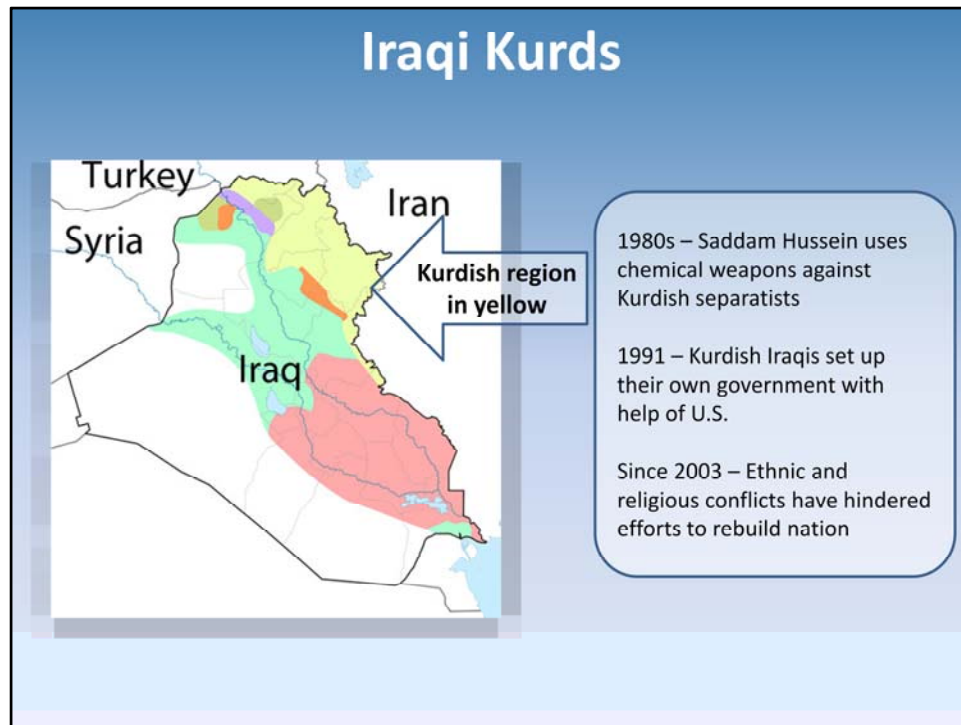 Iraqi Kurds
Turkey
Syria
Iran
Iraq
Kurdish region
in yellow
1980s – Saddam Hussein uses
chemical weapons against
Kurdish separatists
1991 – Kurdish Iraqis set up
their own government with
help of U.S.
Since 2003 – Ethnic and
religious conflicts have hindered
efforts to rebuild nation